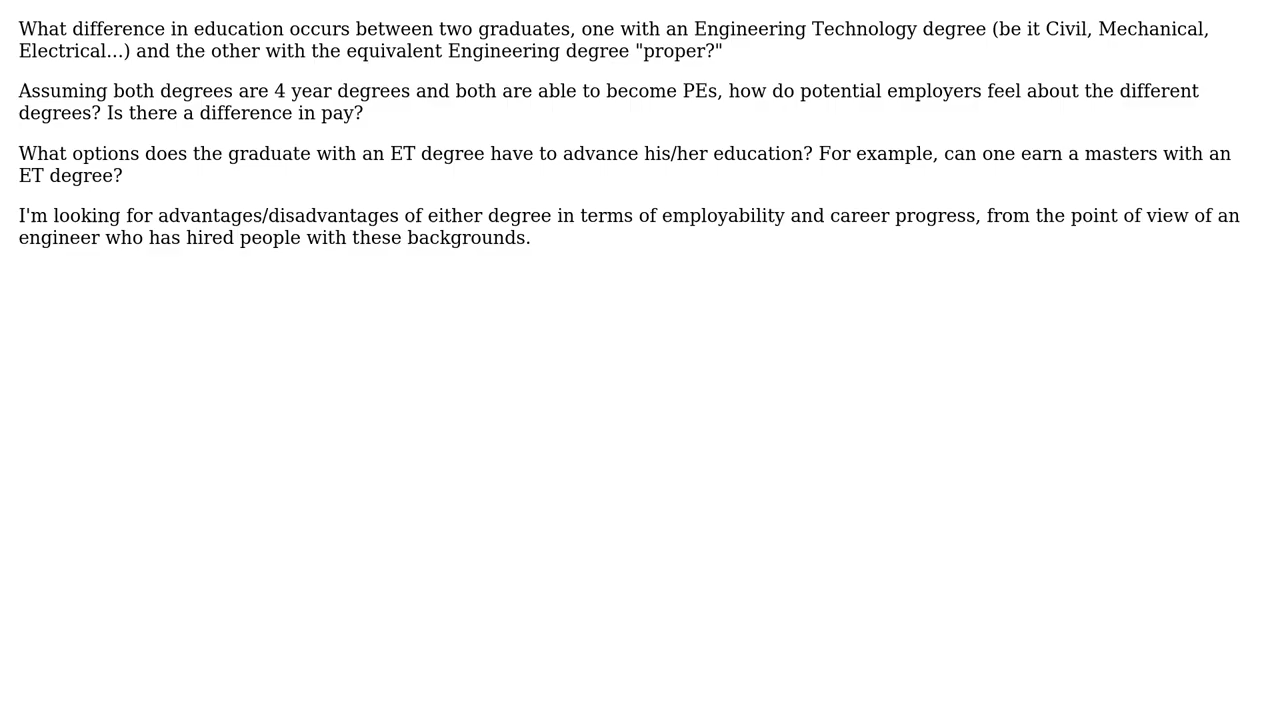 What difference in education occurs between two graduates, one with an Engineering Technology degree (be it Civil, Mechanical,
Electrical...) and the other with the equivalent Engineering degree "proper?"
Assuming both degrees are 4 year degrees and both are able to become PEs, how do potential employers feel about the different
degrees? Is there a difference in pay?
What options does the graduate with an ET degree have to advance his/her education? For example, can one earn a masters with an
ET degree?
I'm looking for advantages/disadvantages of either degree in terms of employability and career progress, from the point of view of an
engineer who has hired people with these backgrounds.